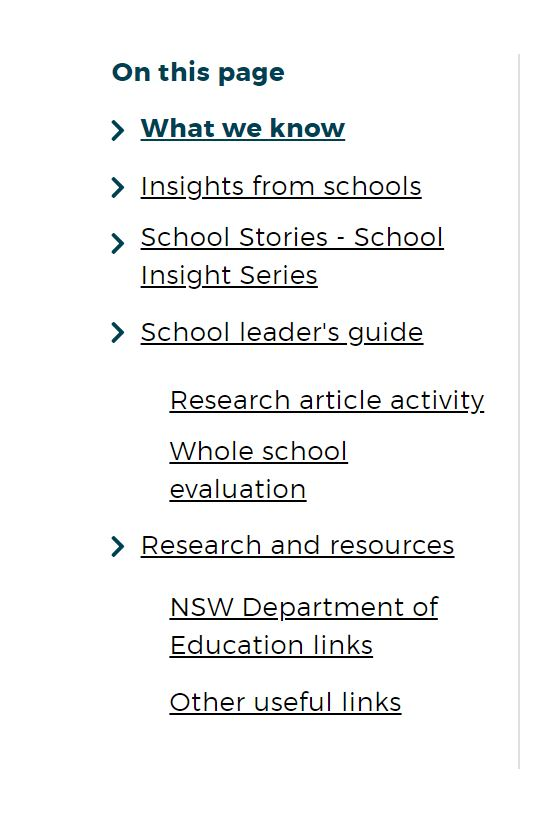 On this page
What we know
Insights from schools
School Stories - School
Insight Series
School leader's guide
Research article activity
Whole school
evaluation
Research and resources
NSW Department of
Education links
Other useful links